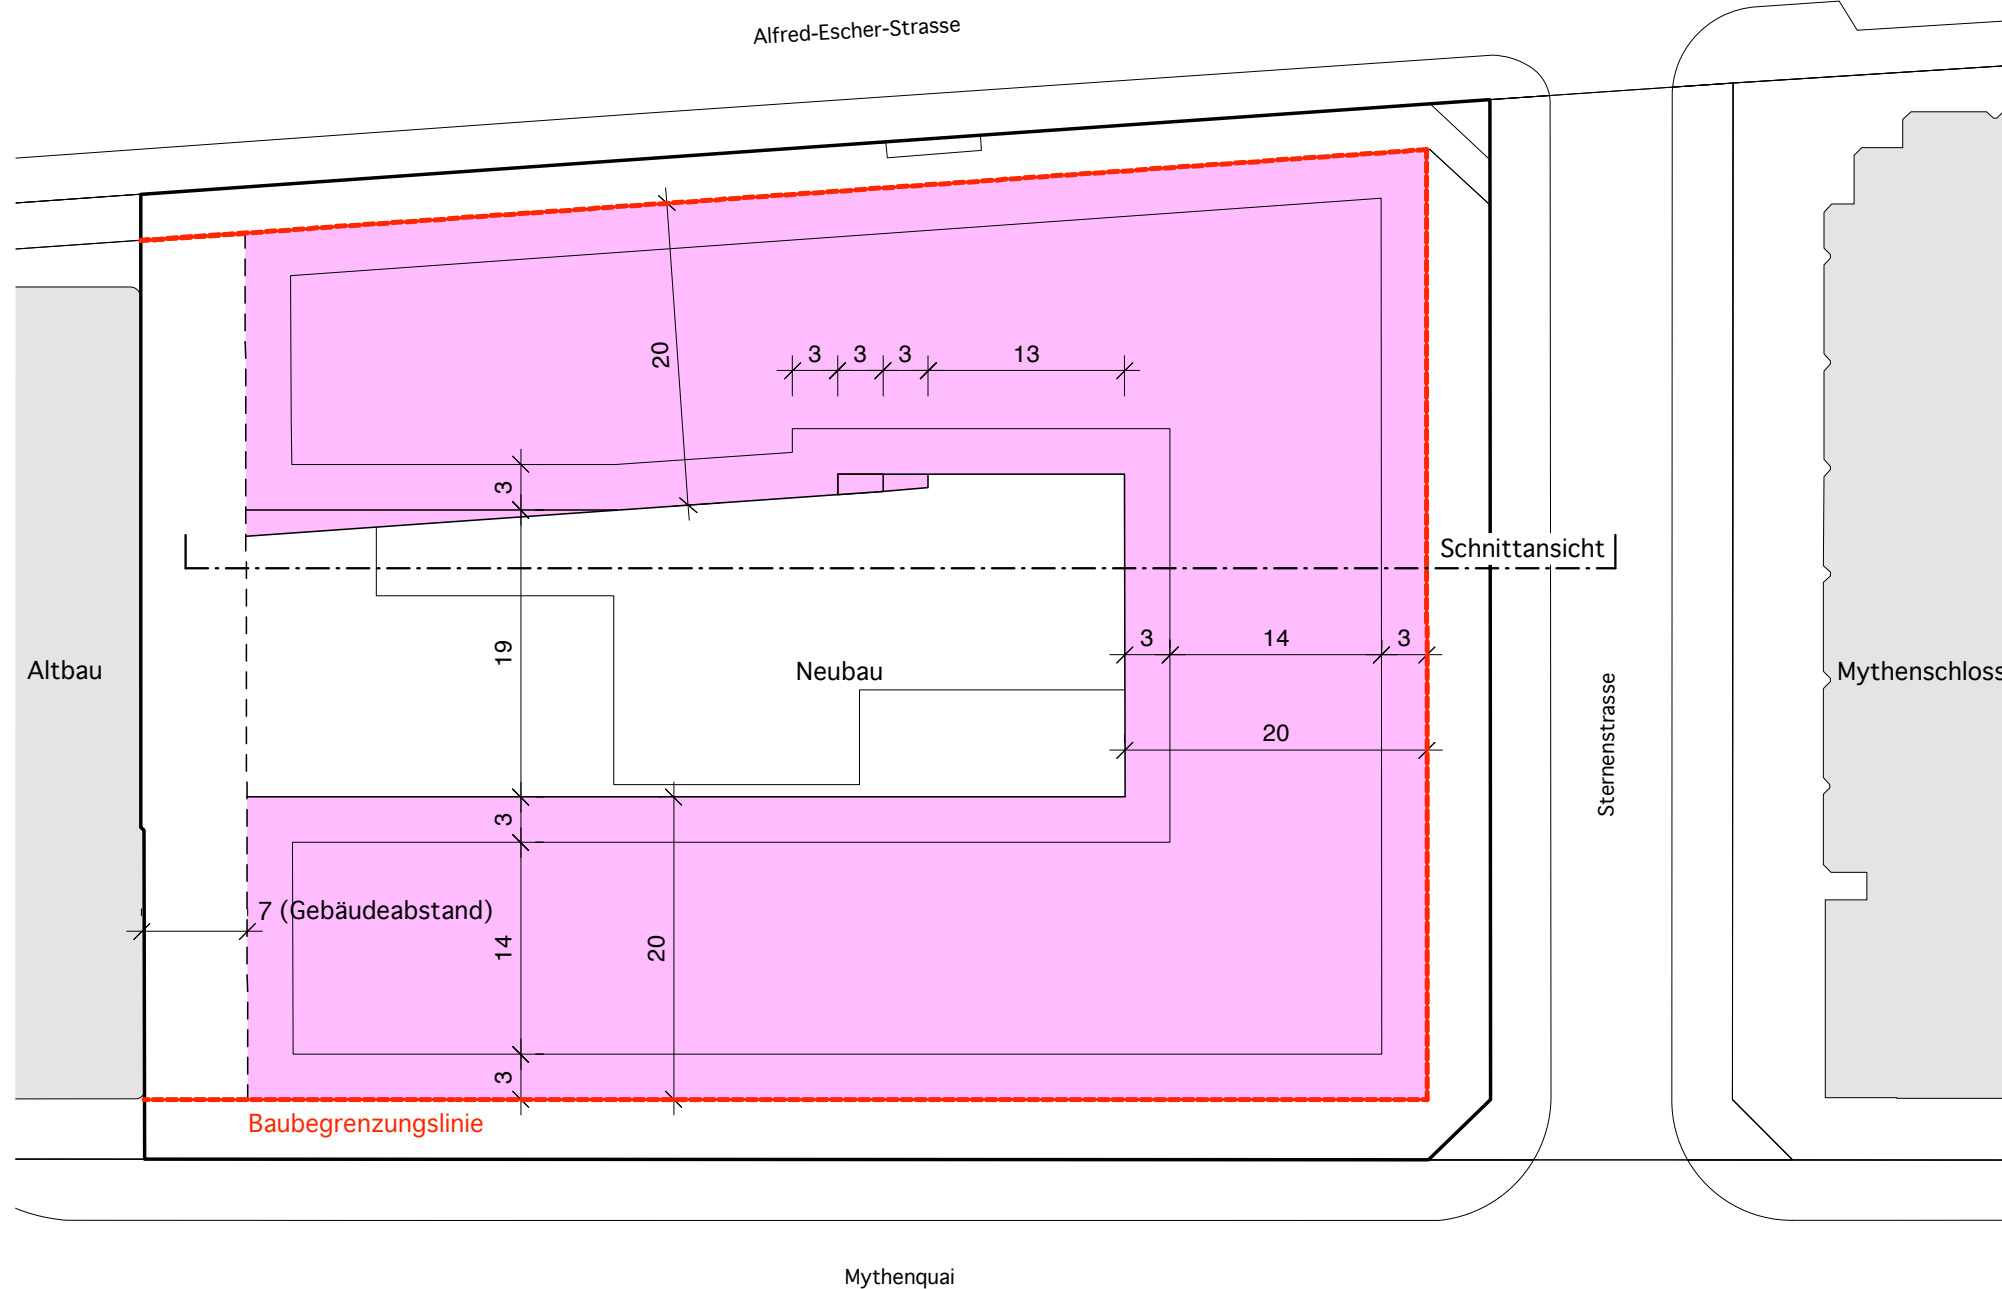 Alfred-Escher-Strasse
20
3 3 3 13
3
Schnittansicht
19
3 14 3
Altbau
Neubau
Mythenschloss
Sternenstrasse
20
3
7 (Gebäudeabstand)
14
20
3
Baubegrenzungslinie
Mythenquai